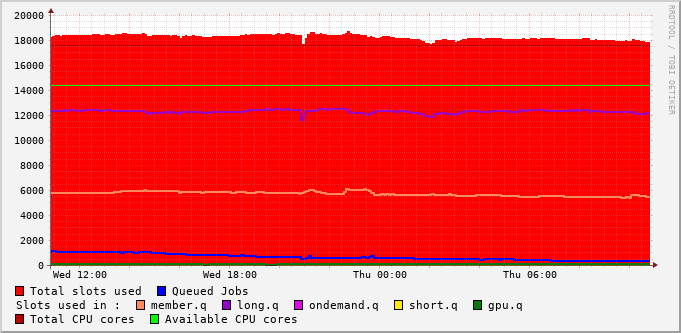 20000
18000
16000
14000
12000
10000
8000
6000
4000
2000
0
Wed 12:00 Wed 18:00 Thu 00:00 Thu 06:00
RRDTOOL / TOBI OETIKER
Total slots used Queued Jobs
Slots used in : member.q long.q ondemand.q short.q gpu.q
Total CPU cores Available CPU cores